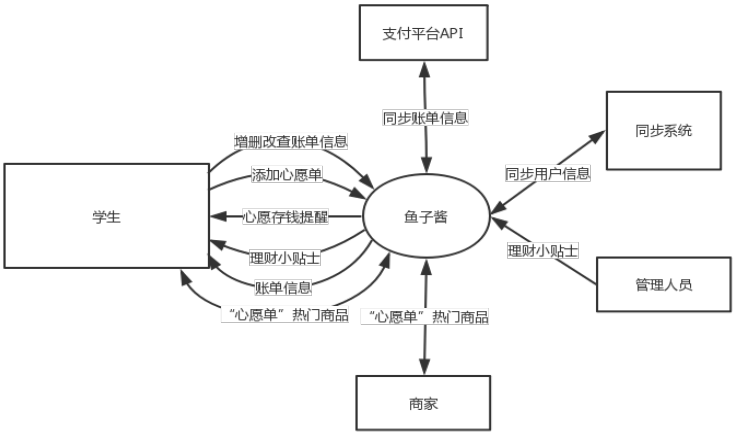 支付平台API
同步账单信息
同步系统
增删改查账单信息
添加心愿单
同步用户信息
学生
心愿存钱提醒
鱼子酱
理财小贴士
理财小贴士
账单信息
管理人员
“心愿单”热门商品
“心愿单”热门商品
商家